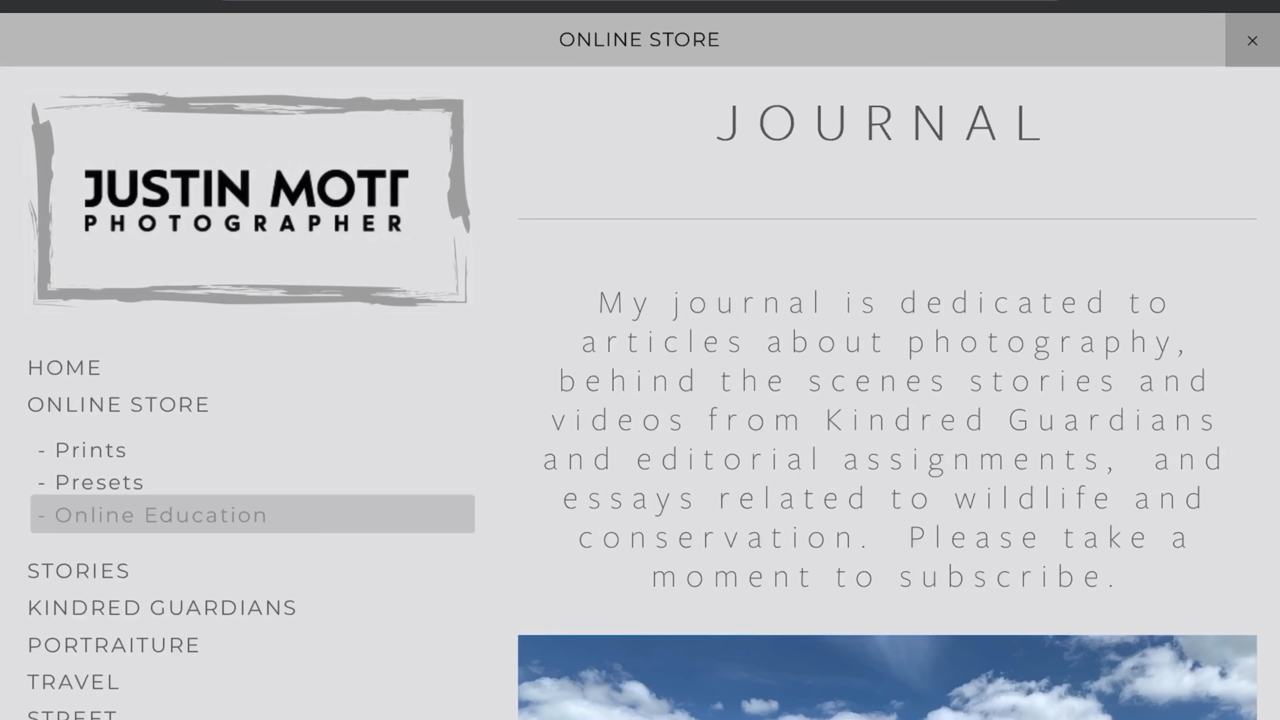 ONLINE STORE
×
JUSTIN MOTT
PHOTOGRAPHER
HOME
ONLINE STORE
- Prints
- Presets
- Online Education
STORIES
KINDRED GUARDIANS
PORTRAITURE
TRAVEL
STREET
JOURNAL
My journal is dedicated to
articles about photography,
behind the scenes stories and
videos from Kindred Guardians
and editorial assignments, and
essays related to wildlife and
conservation. Please take a
moment to subscribe.